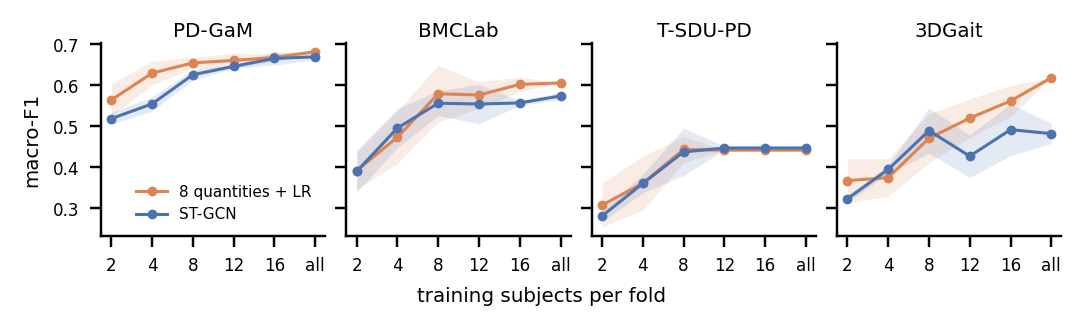 PD-GaM
BMCLab
T-SDU-PD
3DGait
macro-F1
0.7
0.6
0.5
0.4
0.3
8 quantities + LR
ST-GCN
2 4 8 12 16 all
2 4 8 12 16 all
2 4 8 12 16 all
2 4 8 12 16 all
training subjects per fold